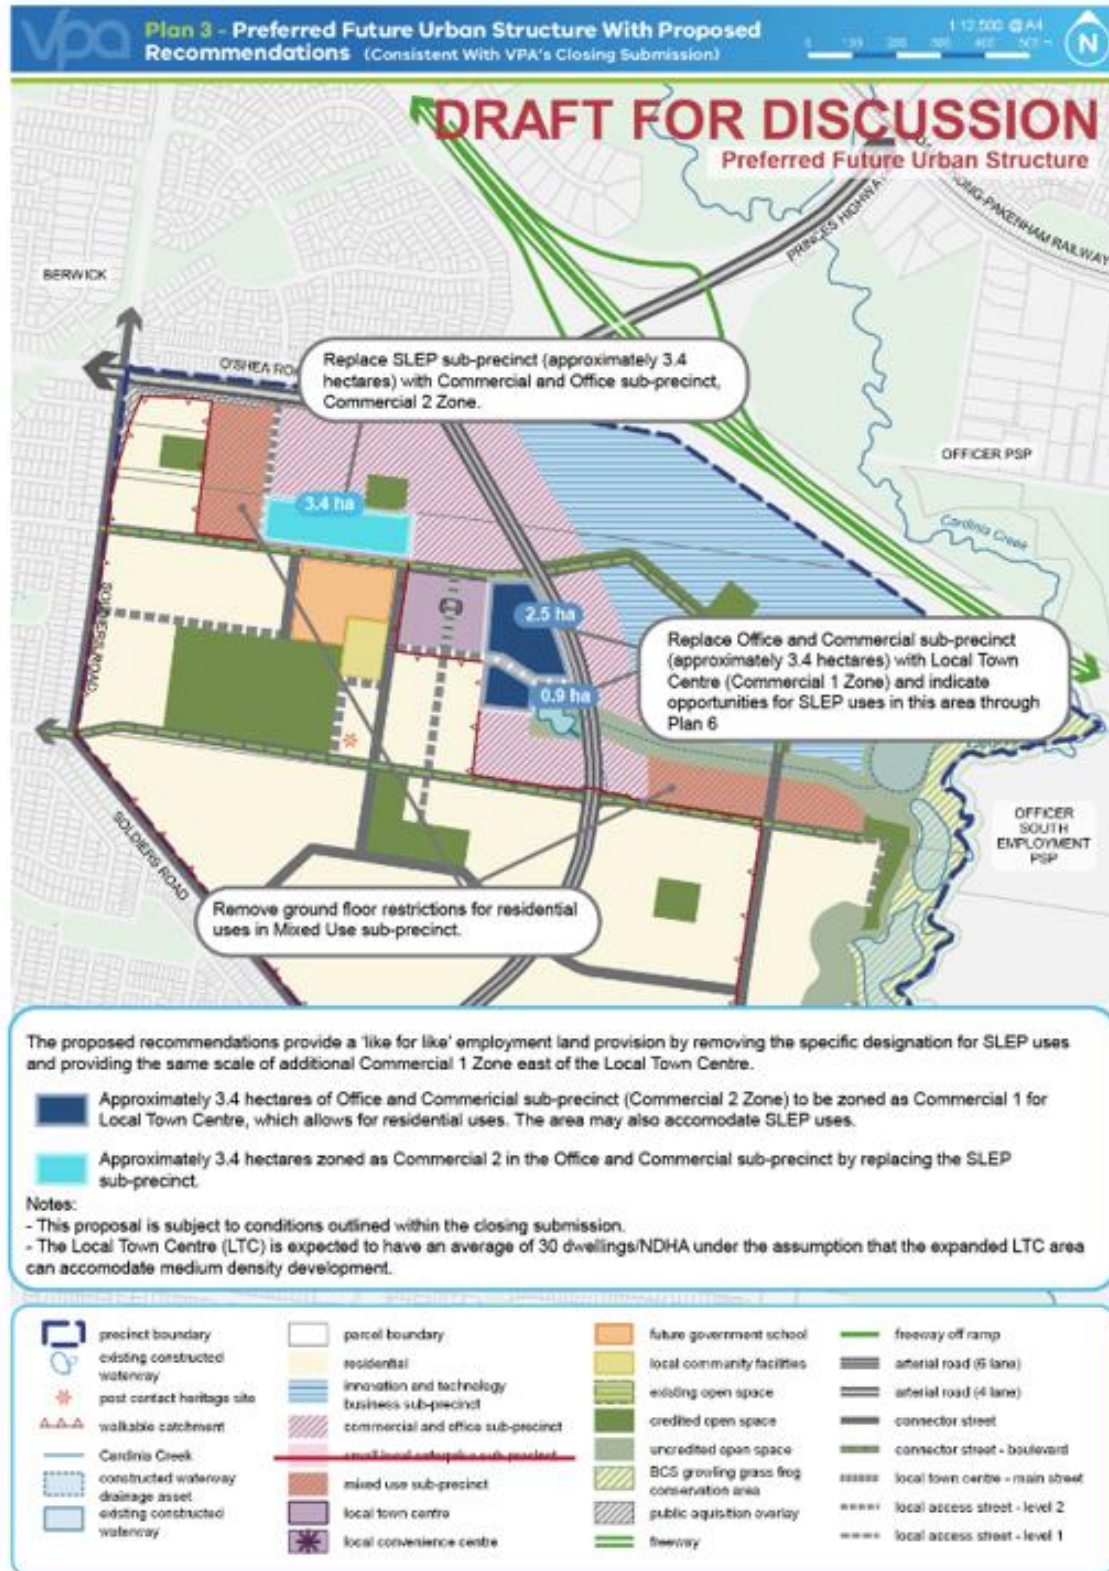 vpa
Plan 3 - Preferred Future Urban Structure With Proposed
Recommendations (Consistent With VPA's Closing Submission)
1:12,500 @ A4
0 100 200 300 400 500
N
DRAFT FOR DISCUSSION
Preferred Future Urban Structure
PRINCES HIGHWAY
ONG-PAKENHAM RAILWAY
BERWICK
O'SHEA ROA
Replace SLEP sub-precinct (approximately 3.4
hectares) with Commercial and Office sub-precinct,
Commercial 2 Zone.
OFFICER PSP
3.4 ha
Cardinia Creek
SOLDIERS ROAD
2.5 ha
Replace Office and Commercial sub-precinct
(approximately 3.4 hectares) with Local Town
Centre (Commercial 1 Zone) and indicate
opportunities for SLEP uses in this area through
Plan 6
0.9 ha
SOLDIERS ROAD
OFFICER
SOUTH
EMPLOYMENT
PSP
Remove ground floor restrictions for residential
uses in Mixed Use sub-precinct.
The proposed recommendations provide a 'like for like' employment land provision by removing the specific designation for SLEP uses
and providing the same scale of additional Commercial 1 Zone east of the Local Town Centre.
Approximately 3.4 hectares of Office and Commericial sub-precinct (Commercial 2 Zone) to be zoned as Commercial 1 for
Local Town Centre, which allows for residential uses. The area may also accomodate SLEP uses.
Approximately 3.4 hectares zoned as Commercial 2 in the Office and Commercial sub-precinct by replacing the SLEP
sub-precinct.
Notes:
- This proposal is subject to conditions outlined within the closing submission.
- The Local Town Centre (LTC) is expected to have an average of 30 dwellings/NDHA under the assumption that the expanded LTC area
can accomodate medium density development.
precinct boundary
existing constructed
waterway
post contact heritage site
walkable catchment
Cardinia Creek
constructed waterway
drainage asset
existing constructed
waterway
parcel boundary
residential
innovation and technology
business sub-precinct
commercial and office sub-precinct
small local enterprise sub-precinct
mixed use sub-precinct
local town centre
local convenience centre
future government school
local community facilities
existing open space
credited open space
uncredited open space
BCS growling grass frog
conservation area
public aquisition overlay
freeway
freeway off ramp
arterial road (6 lane)
arterial road (4 lane)
connector street
connector street - boulevard
local town centre - main street
local access street - level 2
local access street - level 1